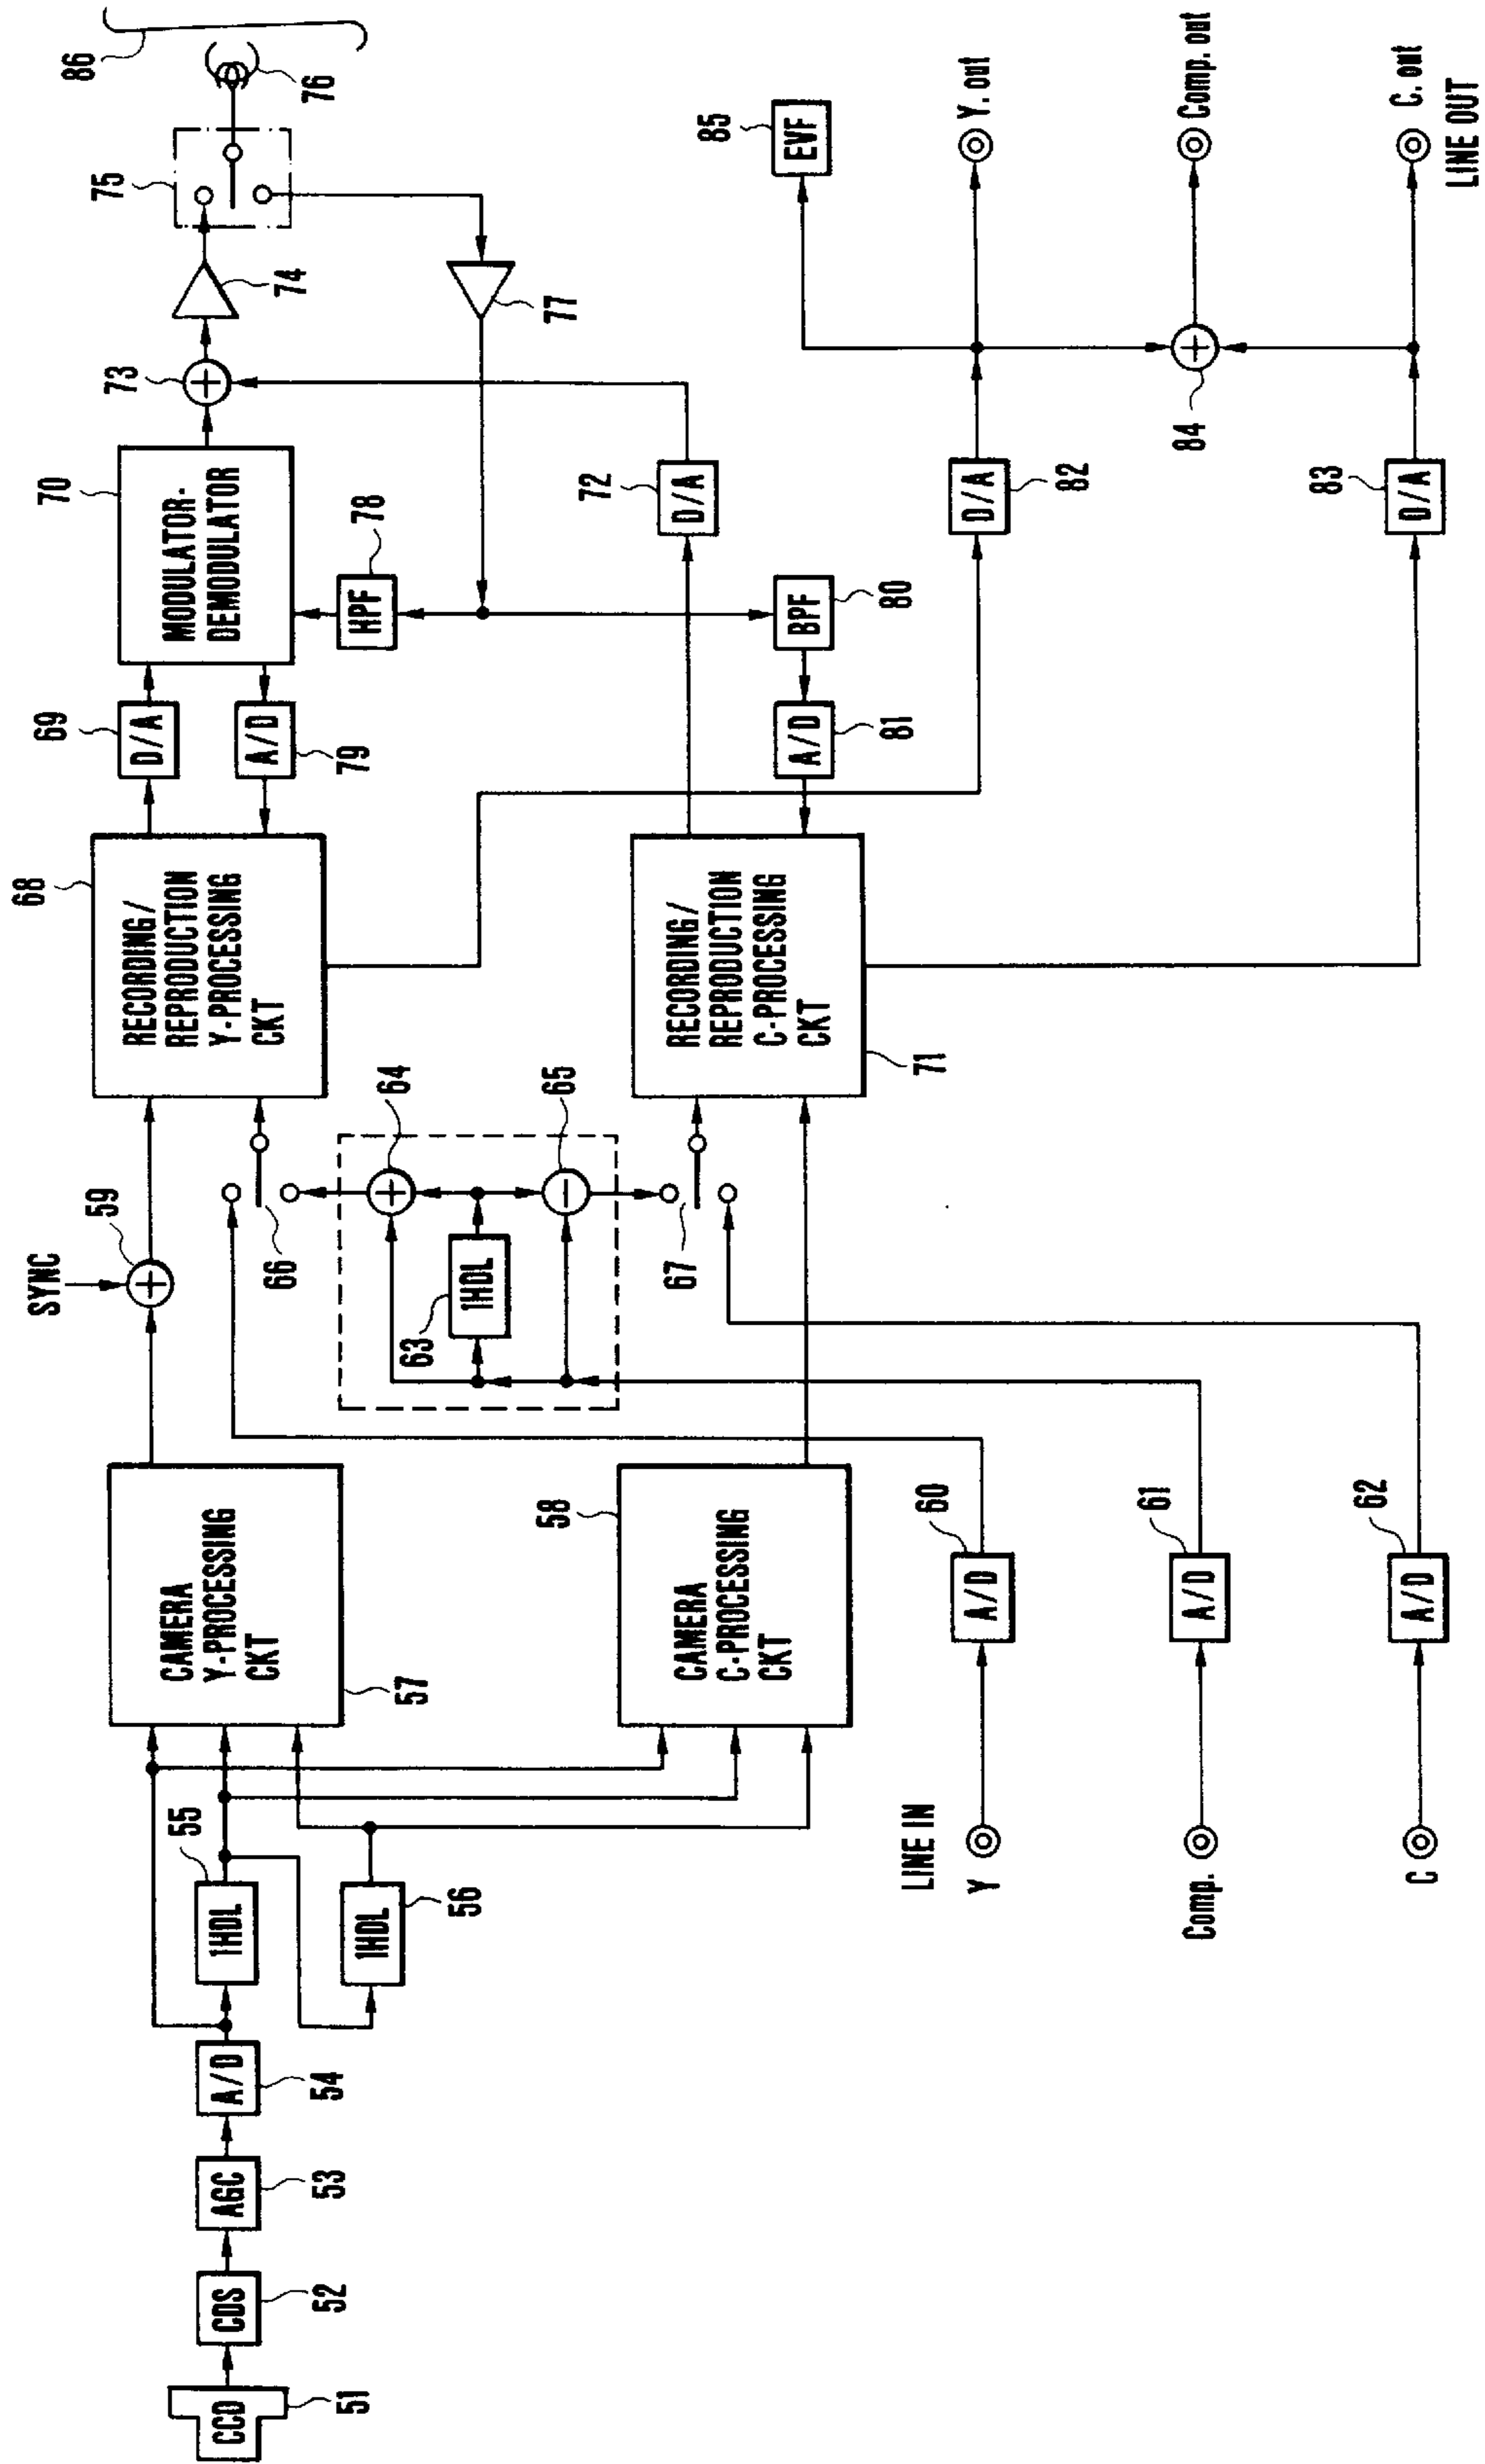 CCD
51
CDS
52
AGC
53
A/D
54
1HDL
55
1HDL
56
CAMERA
Y-PROCESSING
CKT
57
CAMERA
C-PROCESSING
CKT
58
SYNC
59
LINE IN
Y
A/D
60
Comp.
A/D
61
C
A/D
62
1HDL
63
64
65
66
67
RECORDING/
REPRODUCTION
Y-PROCESSING
CKT
68
D/A
69
A/D
79
MODULATOR-
DEMODULATOR
70
RECORDING/
REPRODUCTION
C-PROCESSING
CKT
71
D/A
72
73
74
75
76
77
HPF
78
BPF
80
A/D
81
D/A
82
D/A
83
84
EVF
85
86
Y. out
Comp. out
C. out
LINE OUT